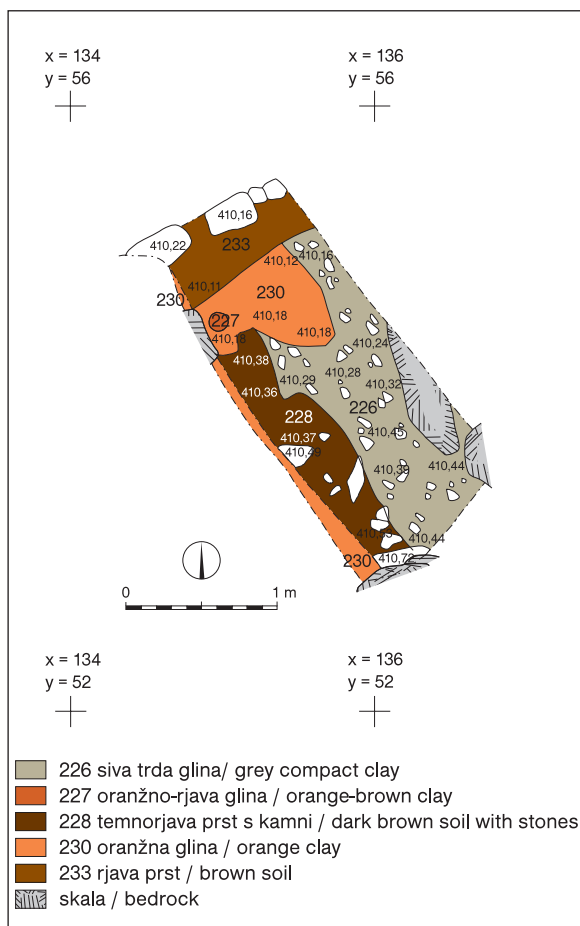 x = 134
y = 56
x = 136
y = 56
410,16
410,22
233
410,12
410,16
410,11
230
230
227
410,18
410,18
410,18
410,24
410,38
410,28
410,29
410,32
410,36
228
226
410,37
410,45
410,49
410,39
410,44
410,53
410,44
230
410,72
0
1 m
x = 134
y = 52
x = 136
y = 52
226 siva trda glina/ grey compact clay
227 oranžno-rjava glina / orange-brown clay
228 temnorjava prst s kamni / dark brown soil with stones
230 oranžna glina / orange clay
233 rjava prst / brown soil
skala / bedrock